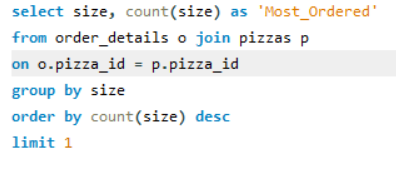 select size, count(size) as 'Most_Ordered'
from order_details o join pizzas p
on o.pizza_id = p.pizza_id
group by size
order by count(size) desc
limit 1